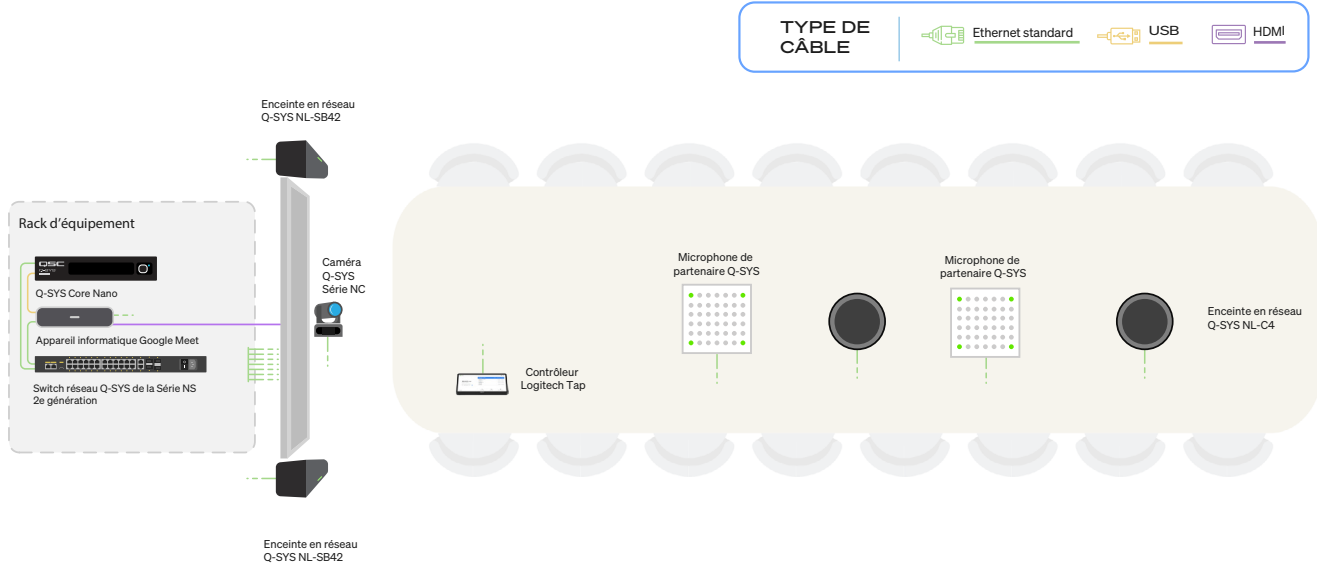 TYPE DE
CÂBLE
Ethernet standard
USB
HDMI
Enceinte en réseau
Q-SYS NL-SB42
Rack d'équipement
QSC
Q-SYS
Q-SYS Core Nano
Appareil informatique Google Meet
Switch réseau Q-SYS de la Série NS
2e génération
Caméra
Q-SYS
Série NC
Contrôleur
Logitech Tap
Microphone de
partenaire Q-SYS
Microphone de
partenaire Q-SYS
Enceinte en réseau
Q-SYS NL-C4
Enceinte en réseau
Q-SYS NL-SB42